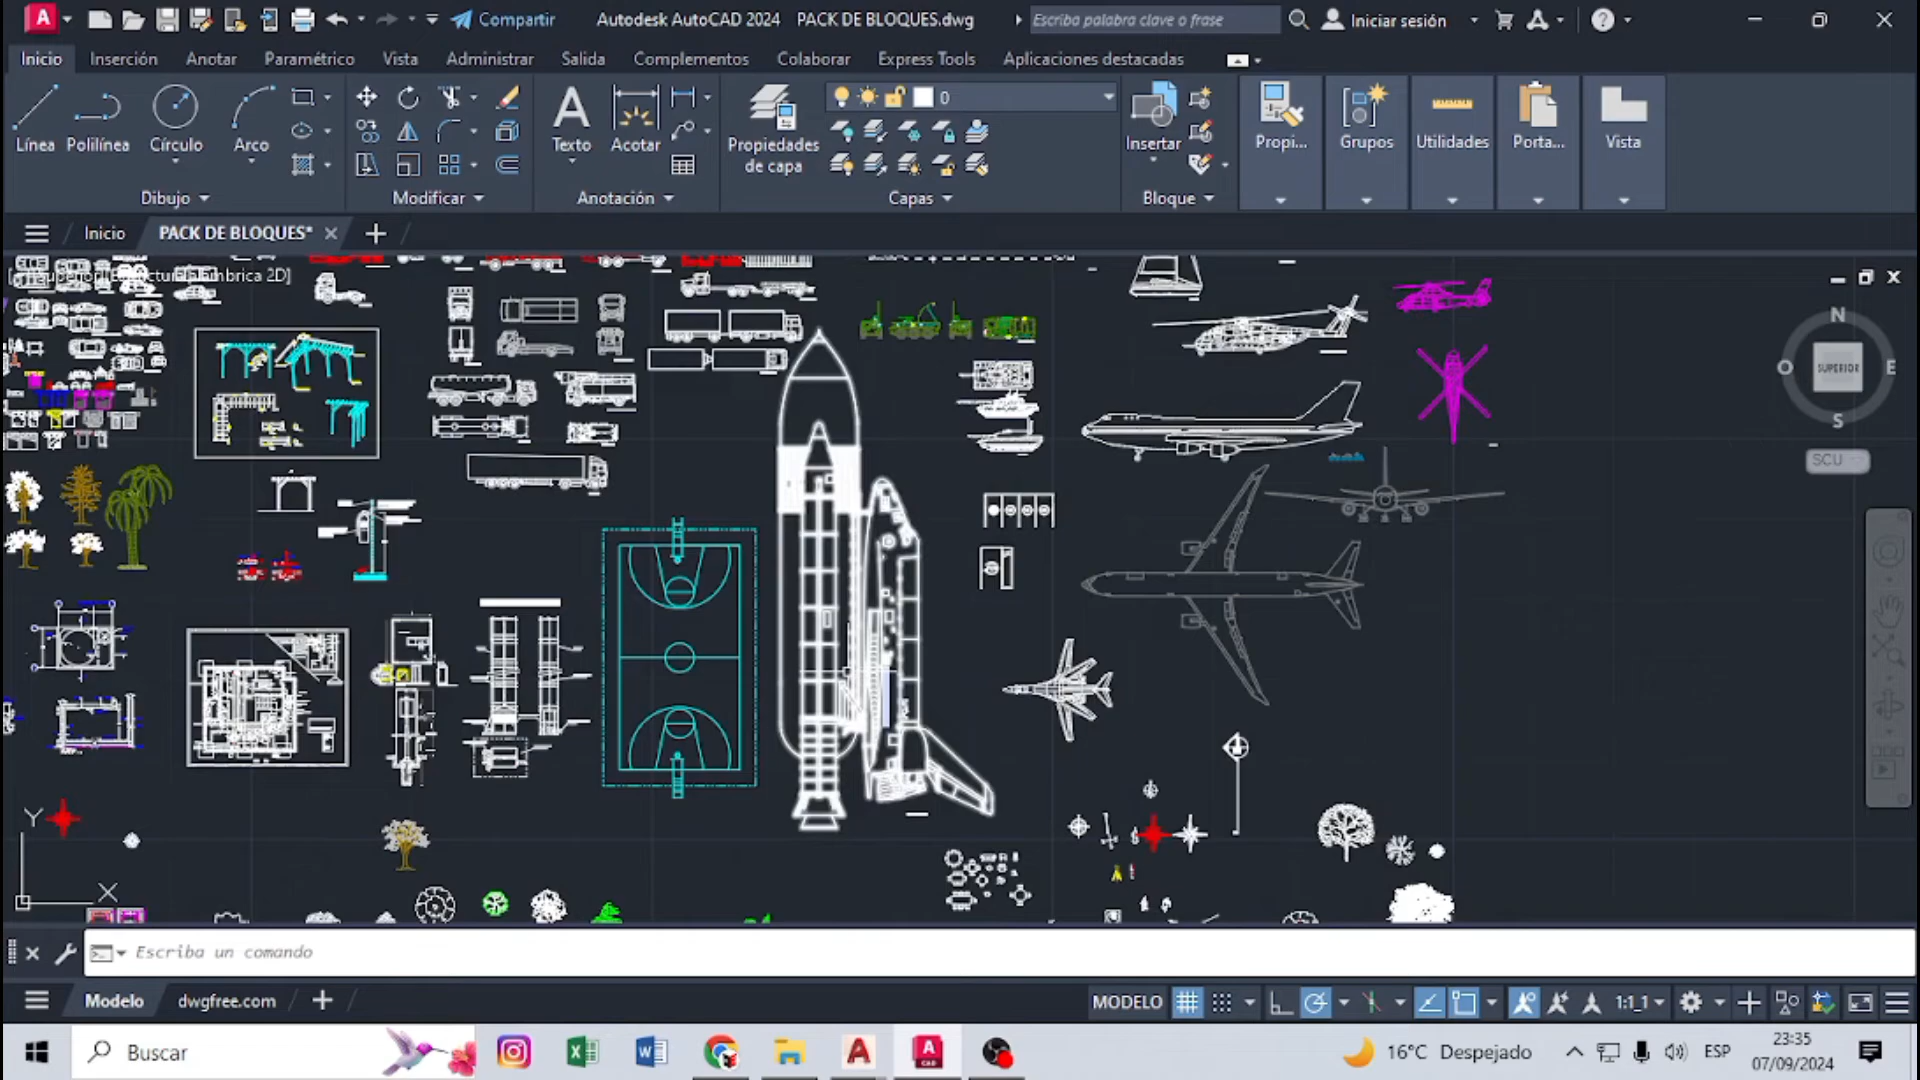 Compartir
Autodesk AutoCAD 2024 PACK DE BLOQUES.dwg
Escriba palabra clave o frase
Iniciar sesión
Inicio Inserción Anotar Paramétrico Vista Administrar Salida Complementos Colaborar Express Tools Aplicaciones destacadas
0
Línea Polilínea Círculo Arco
Texto Acotar
Propiedades de capa
Insertar
Propi... Grupos Utilidades Porta... Vista
Dibujo Modificar Anotación Capas Bloque
Inicio PACK DE BLOQUES*
N
O SUPERIOR E
S
SCU
Y
X
Escriba un comando
Modelo dwgfree.com
MODELO
1:1
Buscar
16°C Despejado
ESP
23:35
07/09/2024